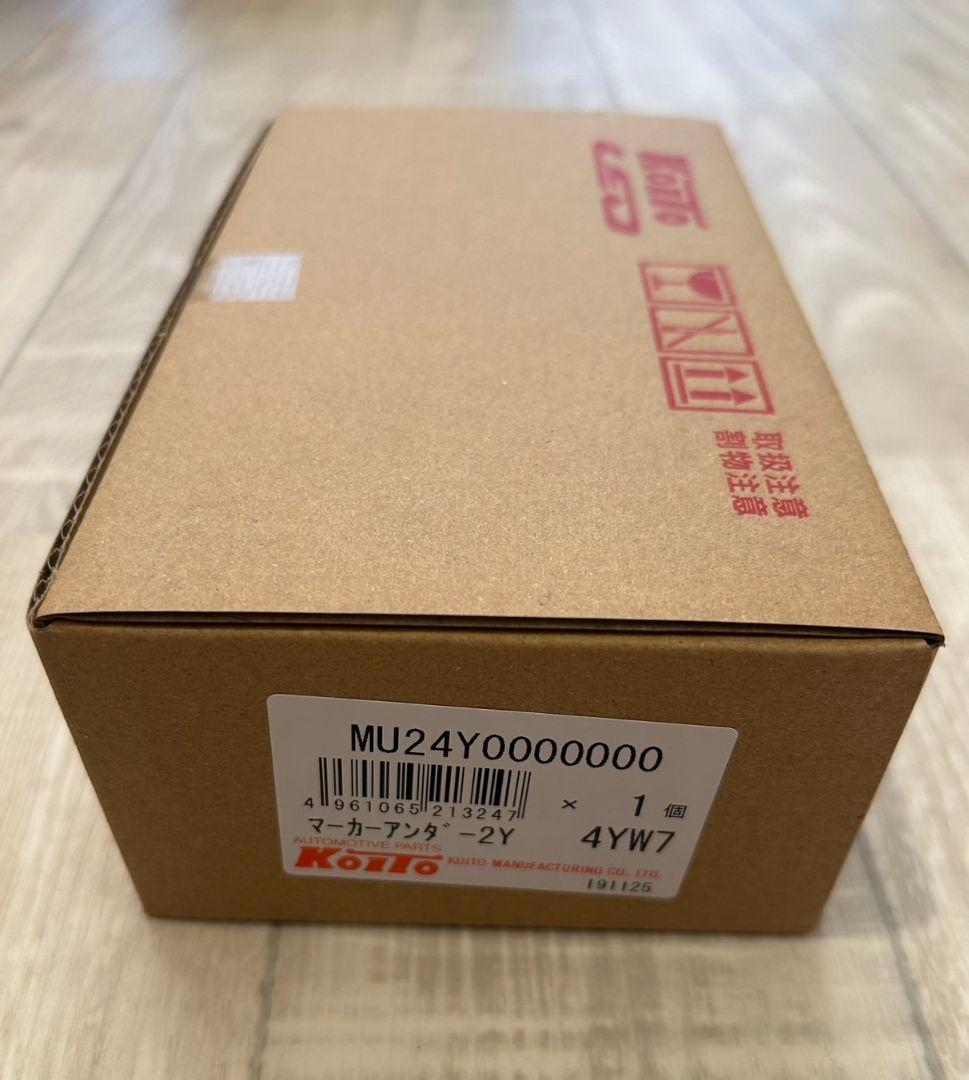 KOITO
LED
取扱注意
割物注意
MU24Y0000000
4 961065 213247
× 1 個
マーカーアンダー2Y 4YW7
AUTOMOTIVE PARTS
KOITO KOITO MANUFACTURING CO., LTD.
191125